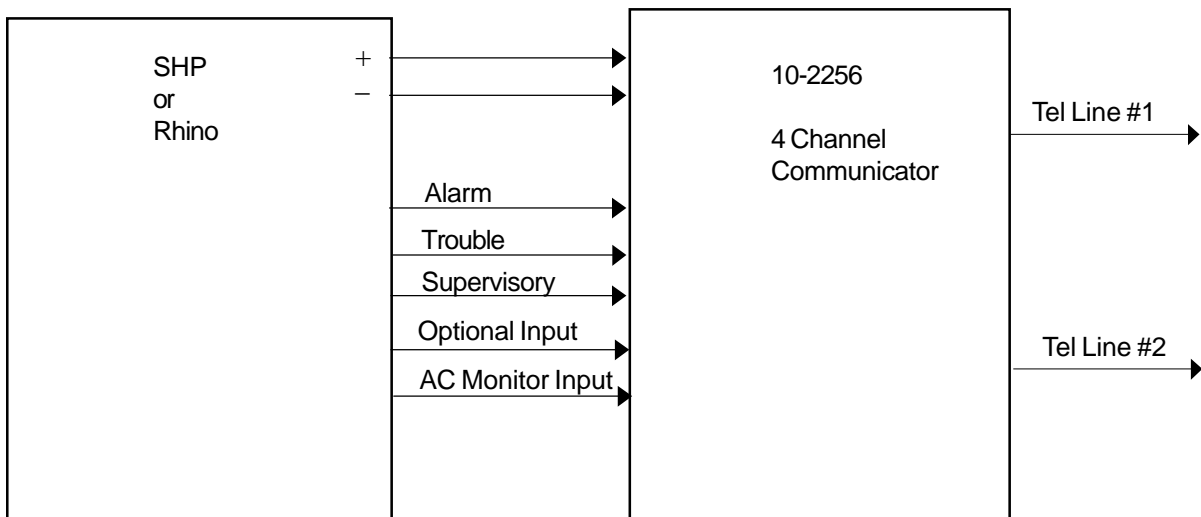 SHP
or
Rhino
+
−
10-2256
4 Channel
Communicator
Tel Line #1
Alarm
Trouble
Supervisory
Optional Input
AC Monitor Input
Tel Line #2